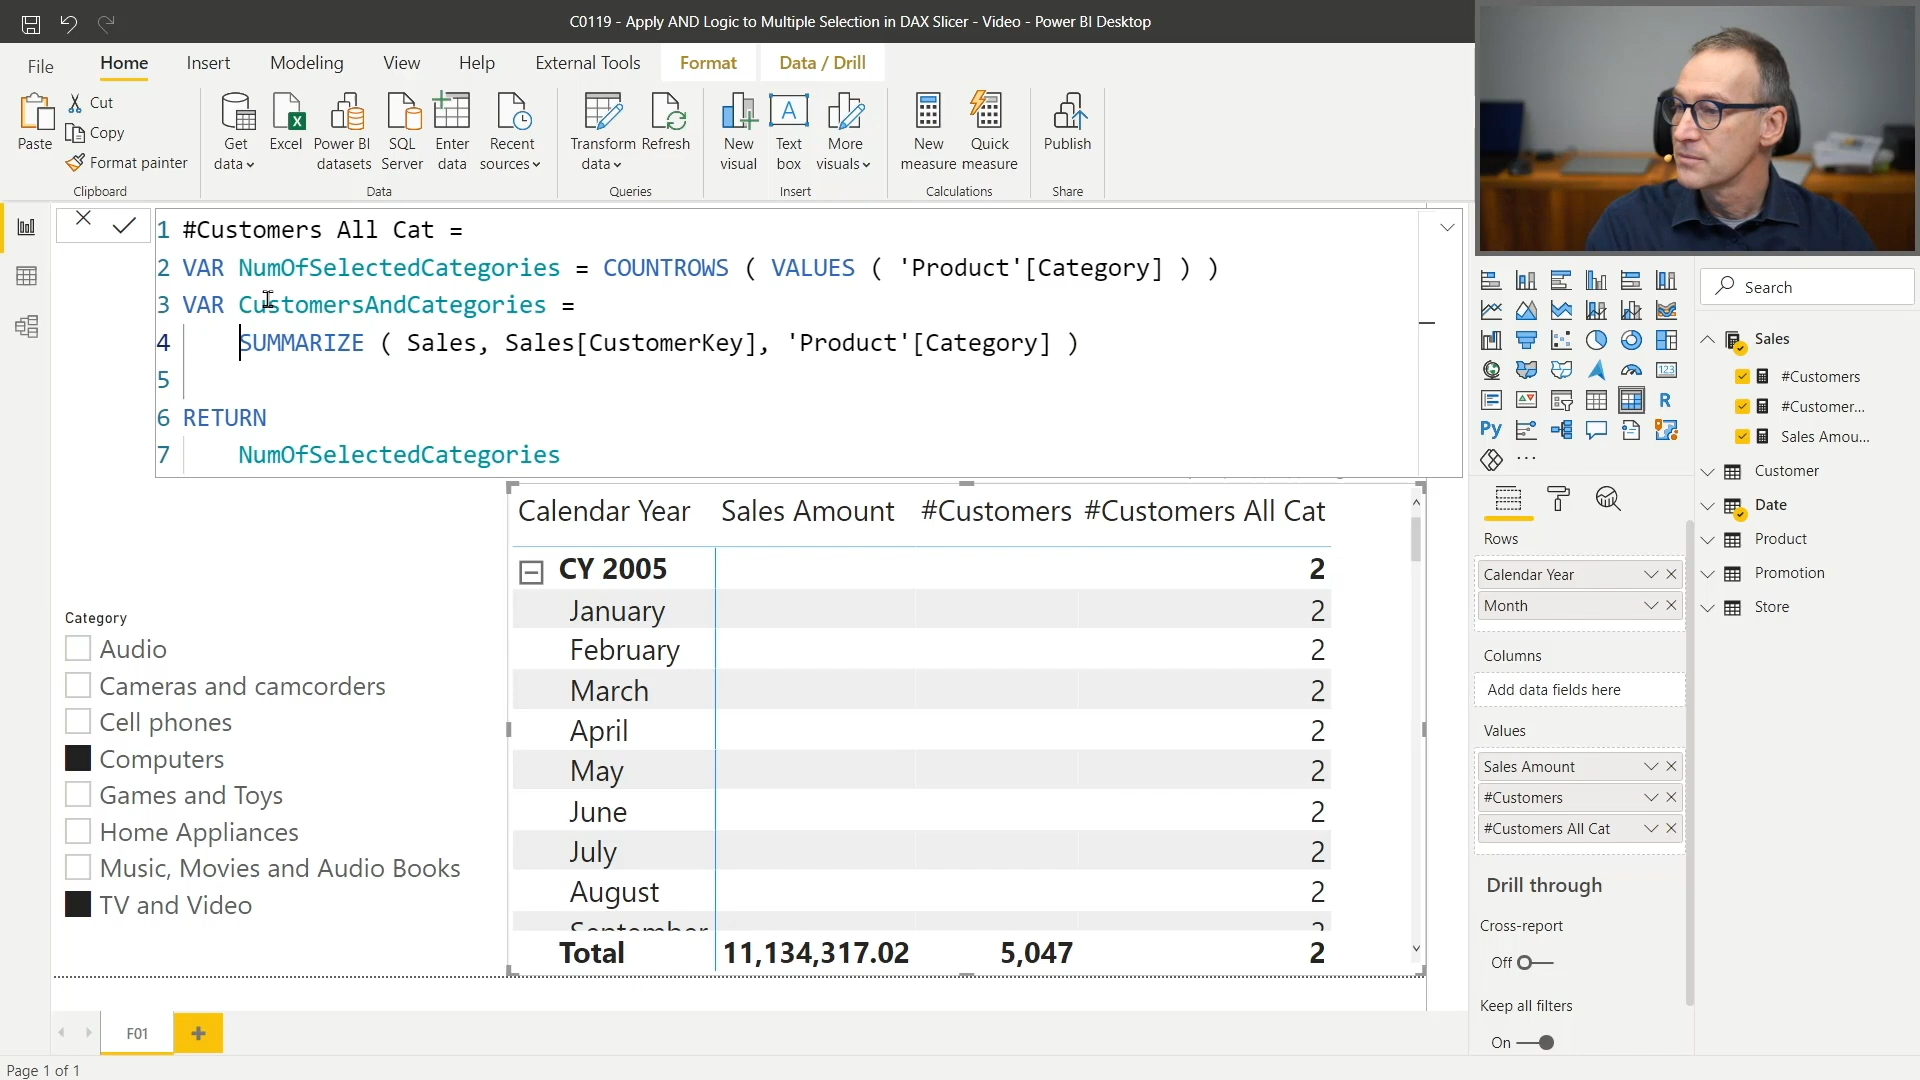 C0119 - Apply AND Logic to Multiple Selection in DAX Slicer - Video - Power BI Desktop
File Home Insert Modeling View Help External Tools Format Data / Drill
Paste
Cut
Copy
Format painter
Clipboard
Get data
Excel
Power BI datasets
SQL Server
Enter data
Recent sources
Data
Transform data
Refresh
Queries
New visual
Text box
More visuals
Insert
New measure
Quick measure
Calculations
Publish
Share
1 #Customers All Cat =
2 VAR NumOfSelectedCategories = COUNTROWS ( VALUES ( 'Product'[Category] ) )
3 VAR CustomersAndCategories =
4 SUMMARIZE ( Sales, Sales[CustomerKey], 'Product'[Category] )
5
6 RETURN
7 NumOfSelectedCategories
Category
Audio
Cameras and camcorders
Cell phones
Computers
Games and Toys
Home Appliances
Music, Movies and Audio Books
TV and Video
Calendar Year Sales Amount #Customers #Customers All Cat
CY 2005 2
January 2
February 2
March 2
April 2
May 2
June 2
July 2
August 2
September 2
Total 11,134,317.02 5,047 2
F01
Page 1 of 1
123
R
Py
Rows
Calendar Year
Month
Columns
Add data fields here
Values
Sales Amount
#Customers
#Customers All Cat
Drill through
Cross-report
Off
Keep all filters
On
Search
Sales
#Customers
#Customer...
Sales Amou...
Customer
Date
Product
Promotion
Store